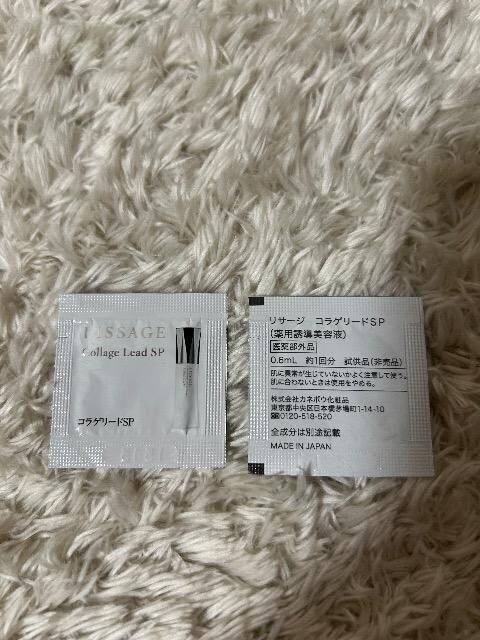 LISSAGE
Collage Lead SP
コラゲリードSP
リサージ コラゲリードSP
(薬用誘導美容液)
医薬部外品
0.6mL 約1回分 試供品(非売品)
肌に異常が生じていないかよく注意して使う。
肌に合わないときは使用をやめる。
株式会社カネボウ化粧品
東京都中央区日本橋茅場町1-14-10
☎0120-518-520
全成分は別途記載
MADE IN JAPAN